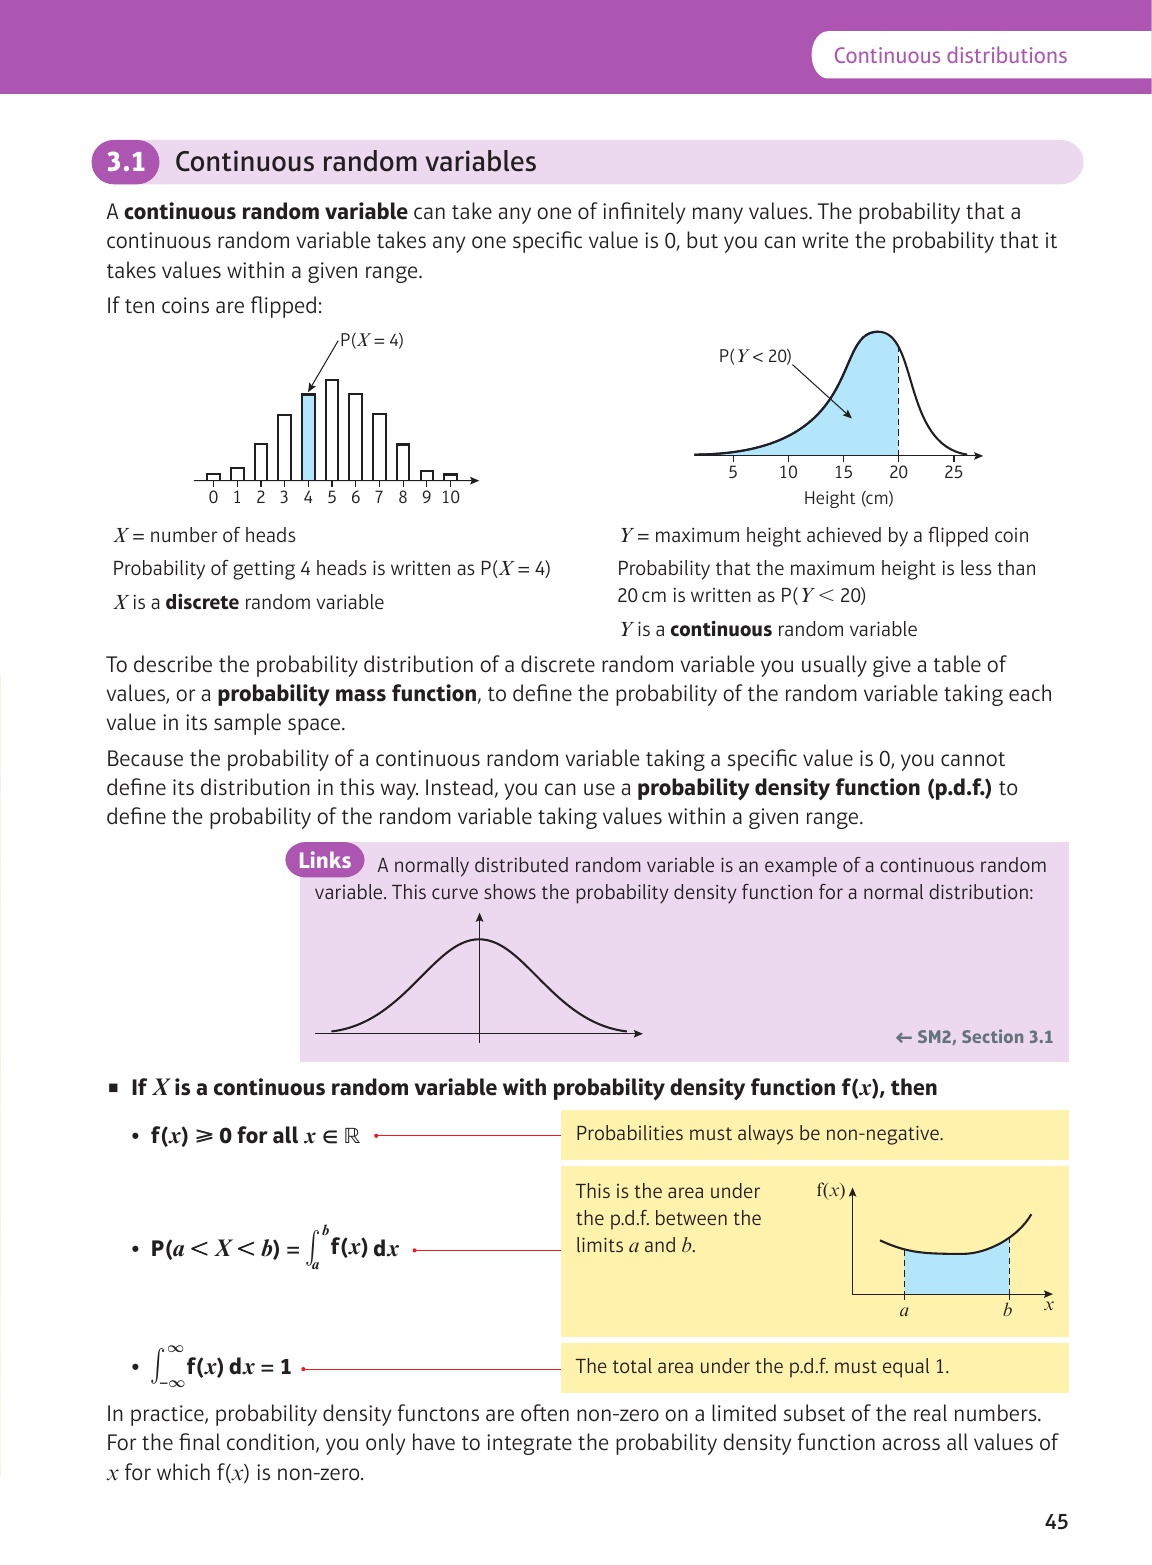 Continuous distributions
3.1 Continuous random variables
A continuous random variable can take any one of infinitely many values. The probability that a
continuous random variable takes any one specific value is 0, but you can write the probability that it
takes values within a given range.
If ten coins are flipped:
P(X = 4)
0 1 2 3 4 5 6 7 8 9 10
X = number of heads
Probability of getting 4 heads is written as P(X = 4)
X is a discrete random variable
P(Y < 20)
5 10 15 20 25
Height (cm)
Y = maximum height achieved by a flipped coin
Probability that the maximum height is less than
20 cm is written as P(Y < 20)
Y is a continuous random variable
To describe the probability distribution of a discrete random variable you usually give a table of
values, or a probability mass function, to define the probability of the random variable taking each
value in its sample space.
Because the probability of a continuous random variable taking a specific value is 0, you cannot
define its distribution in this way. Instead, you can use a probability density function (p.d.f.) to
define the probability of the random variable taking values within a given range.
Links A normally distributed random variable is an example of a continuous random
variable. This curve shows the probability density function for a normal distribution:
← SM2, Section 3.1
■ If X is a continuous random variable with probability density function f(x), then
• f(x) ⩾ 0 for all x ∈ ℝ
Probabilities must always be non-negative.
• P(a < X < b) = ∫_a^b f(x) dx
This is the area under
the p.d.f. between the
limits a and b.
f(x)
a b x
• ∫_−∞^∞ f(x) dx = 1
The total area under the p.d.f. must equal 1.
In practice, probability density functons are often non-zero on a limited subset of the real numbers.
For the final condition, you only have to integrate the probability density function across all values of
x for which f(x) is non-zero.
45